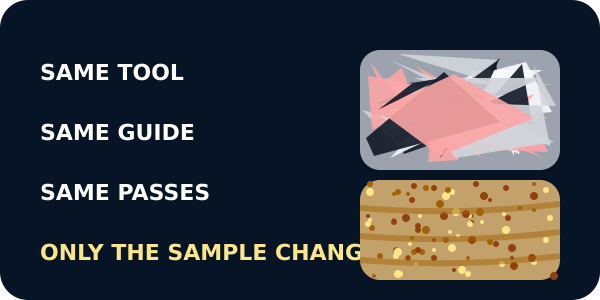 SAME TOOL
SAME GUIDE
SAME PASSES
ONLY THE SAMPLE CHANG